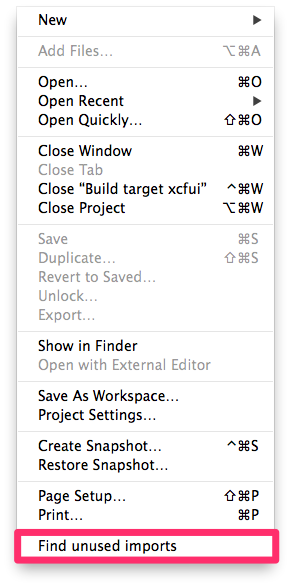 New ▶
Add Files... ⌥⌘A
Open... ⌘O
Open Recent ▶
Open Quickly... ⇧⌘O
Close Window ⌘W
Close Tab
Close “Build target xcfui” ^⌘W
Close Project ⌥⌘W
Save ⌘S
Duplicate... ⇧⌘S
Revert to Saved...
Unlock...
Export...
Show in Finder
Open with External Editor
Save As Workspace...
Project Settings...
Create Snapshot... ^⌘S
Restore Snapshot...
Page Setup... ⇧⌘P
Print... ⌘P
Find unused imports